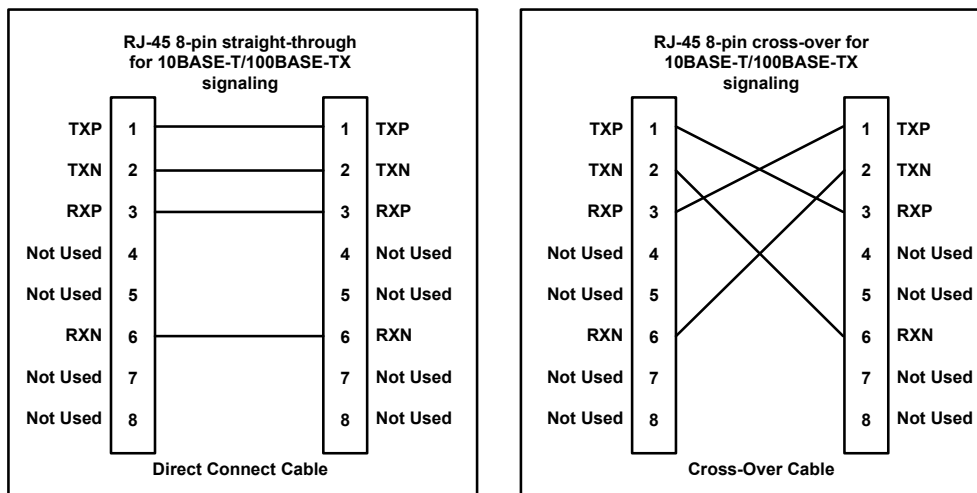 RJ-45 8-pin straight-through
for 10BASE-T/100BASE-TX
signaling
TXP 1 1 TXP
TXN 2 2 TXN
RXP 3 3 RXP
Not Used 4 4 Not Used
Not Used 5 5 Not Used
RXN 6 6 RXN
Not Used 7 7 Not Used
Not Used 8 8 Not Used
Direct Connect Cable
RJ-45 8-pin cross-over for
10BASE-T/100BASE-TX
signaling
TXP 1 1 TXP
TXN 2 2 TXN
RXP 3 3 RXP
Not Used 4 4 Not Used
Not Used 5 5 Not Used
RXN 6 6 RXN
Not Used 7 7 Not Used
Not Used 8 8 Not Used
Cross-Over Cable